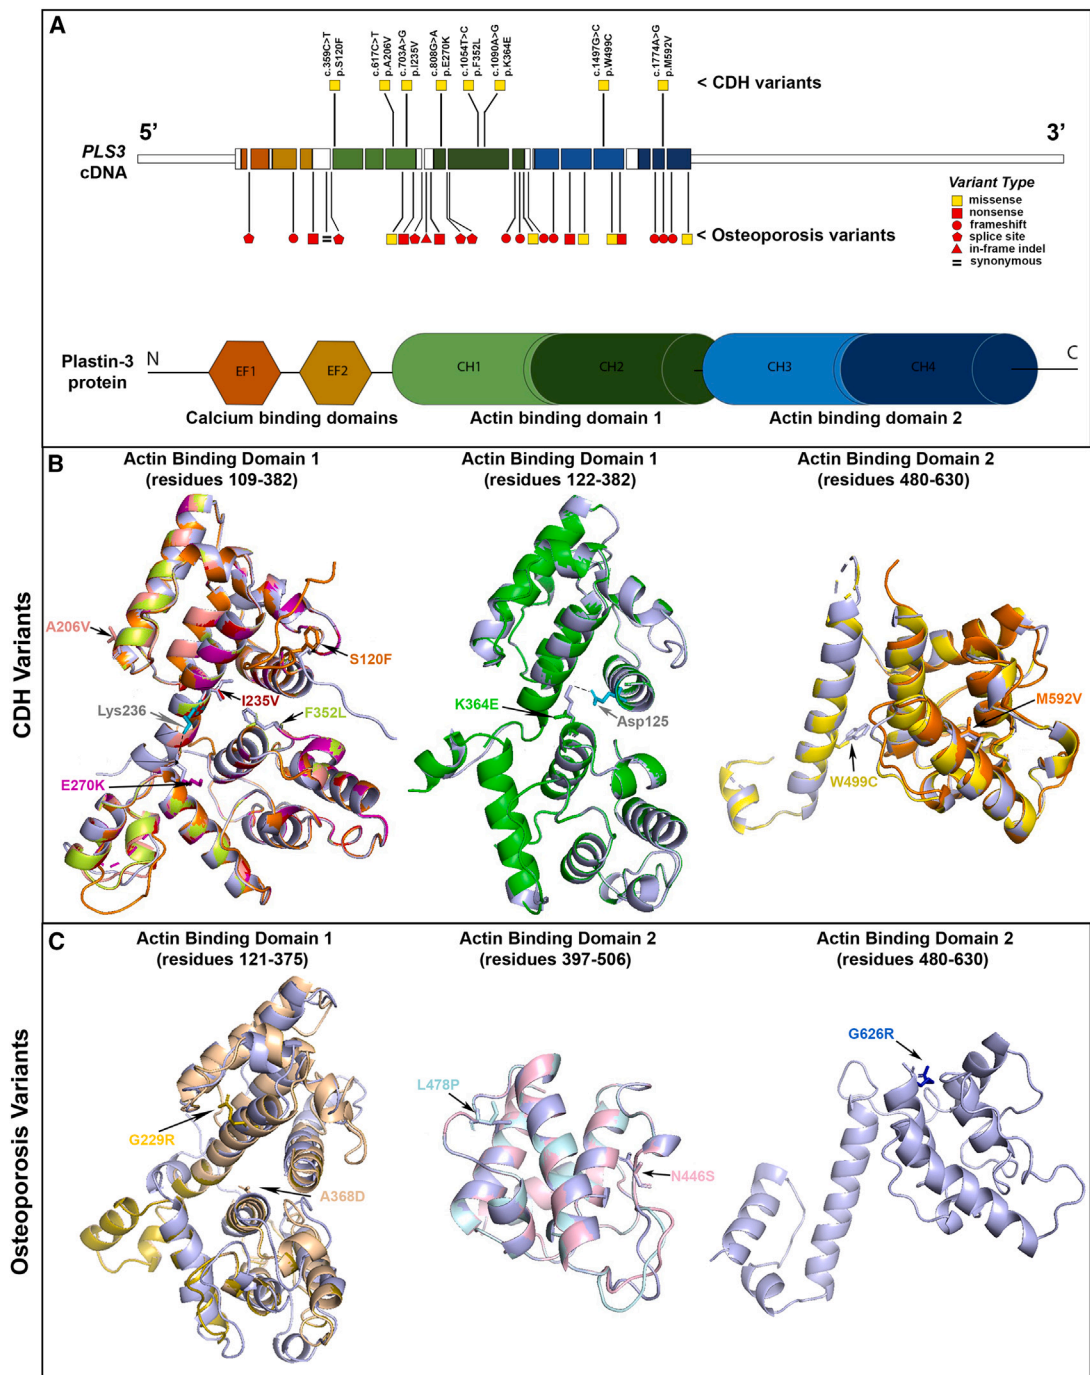 A
c.359C>T
p.S120F
c.617C>T
p.A206V
c.703A>G
p.I235V
c.808G>A
p.E270K
c.1054T>C
p.F352L
c.1090A>G
p.K364E
c.1497G>C
p.W499C
c.1774A>G
p.M592V
< CDH variants
5'
3'
PLS3
cDNA
Variant Type
missense
nonsense
frameshift
splice site
in-frame indel
synonymous
< Osteoporosis variants
Plastin-3
protein
N
EF1
EF2
CH1
CH2
CH3
CH4
C
Calcium binding domains
Actin binding domain 1
Actin binding domain 2
CDH Variants
B
Actin Binding Domain 1
(residues 109-382)
Actin Binding Domain 1
(residues 122-382)
Actin Binding Domain 2
(residues 480-630)
A206V
S120F
I235V
Lys236
F352L
E270K
K364E
Asp125
M592V
W499C
Osteoporosis Variants
C
Actin Binding Domain 1
(residues 121-375)
Actin Binding Domain 2
(residues 397-506)
Actin Binding Domain 2
(residues 480-630)
G229R
A368D
L478P
N446S
G626R